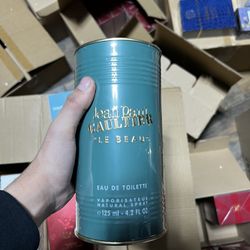 Jean Paul
GAULTIER
"LE BEAU"
EAU DE TOILETTE
VAPORISATEUR
NATURAL SPRAY
e 125 ml - 4.2 fl oz